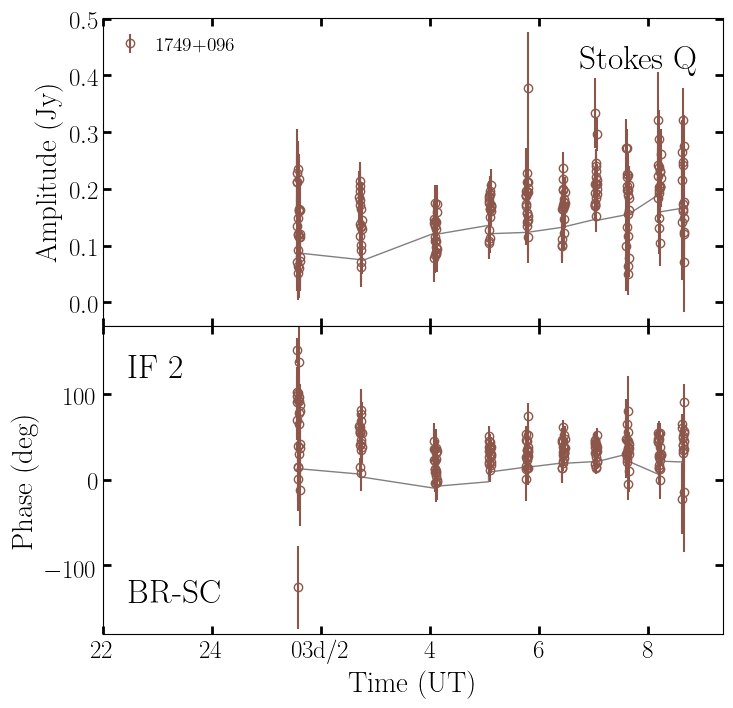 0.5
1749+096
Stokes Q
0.4
0.3
0.2
0.1
0.0
Amplitude (Jy)
IF 2
100
0
−100
Phase (deg)
BR-SC
22 24 03d/2 4 6 8
Time (UT)